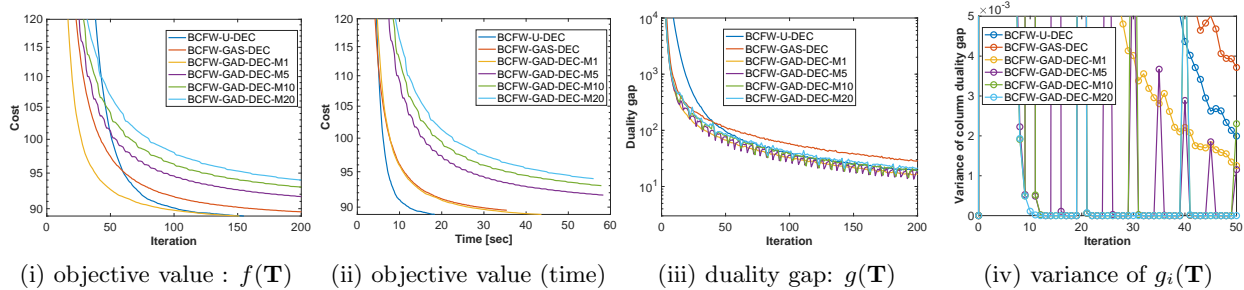 120
115
110
105
100
95
90
Cost
0
50
100
150
200
Iteration
BCFW-U-DEC
BCFW-GAS-DEC
BCFW-GAD-DEC-M1
BCFW-GAD-DEC-M5
BCFW-GAD-DEC-M10
BCFW-GAD-DEC-M20
(i) objective value : f(T)
120
115
110
105
100
95
90
Cost
0
10
20
30
40
50
60
Time [sec]
BCFW-U-DEC
BCFW-GAS-DEC
BCFW-GAD-DEC-M1
BCFW-GAD-DEC-M5
BCFW-GAD-DEC-M10
BCFW-GAD-DEC-M20
(ii) objective value (time)
10^4
10^3
10^2
10^1
Duality gap
0
50
100
150
200
Iteration
BCFW-U-DEC
BCFW-GAS-DEC
BCFW-GAD-DEC-M1
BCFW-GAD-DEC-M5
BCFW-GAD-DEC-M10
BCFW-GAD-DEC-M20
(iii) duality gap: g(T)
×10^-3
5
4
3
2
1
0
Variance of column duality gap
0
10
20
30
40
50
Iteration
BCFW-U-DEC
BCFW-GAS-DEC
BCFW-GAD-DEC-M1
BCFW-GAD-DEC-M5
BCFW-GAD-DEC-M10
BCFW-GAD-DEC-M20
(iv) variance of g_i(T)